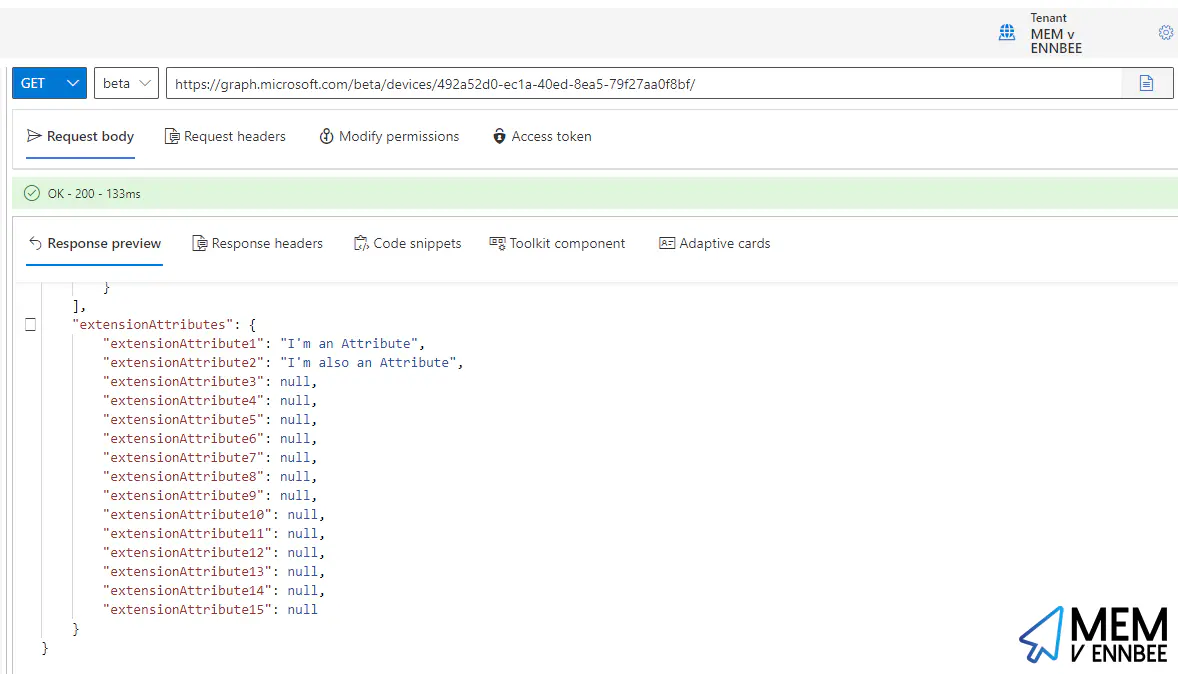 Tenant
MEM v
ENNBEE
GET beta https://graph.microsoft.com/beta/devices/492a52d0-ec1a-40ed-8ea5-79f27aa0f8bf/
Request body Request headers Modify permissions Access token
OK - 200 - 133ms
Response preview Response headers Code snippets Toolkit component Adaptive cards
}
],
"extensionAttributes": {
"extensionAttribute1": "I'm an Attribute",
"extensionAttribute2": "I'm also an Attribute",
"extensionAttribute3": null,
"extensionAttribute4": null,
"extensionAttribute5": null,
"extensionAttribute6": null,
"extensionAttribute7": null,
"extensionAttribute8": null,
"extensionAttribute9": null,
"extensionAttribute10": null,
"extensionAttribute11": null,
"extensionAttribute12": null,
"extensionAttribute13": null,
"extensionAttribute14": null,
"extensionAttribute15": null
}
}
MEM
V ENNBEE